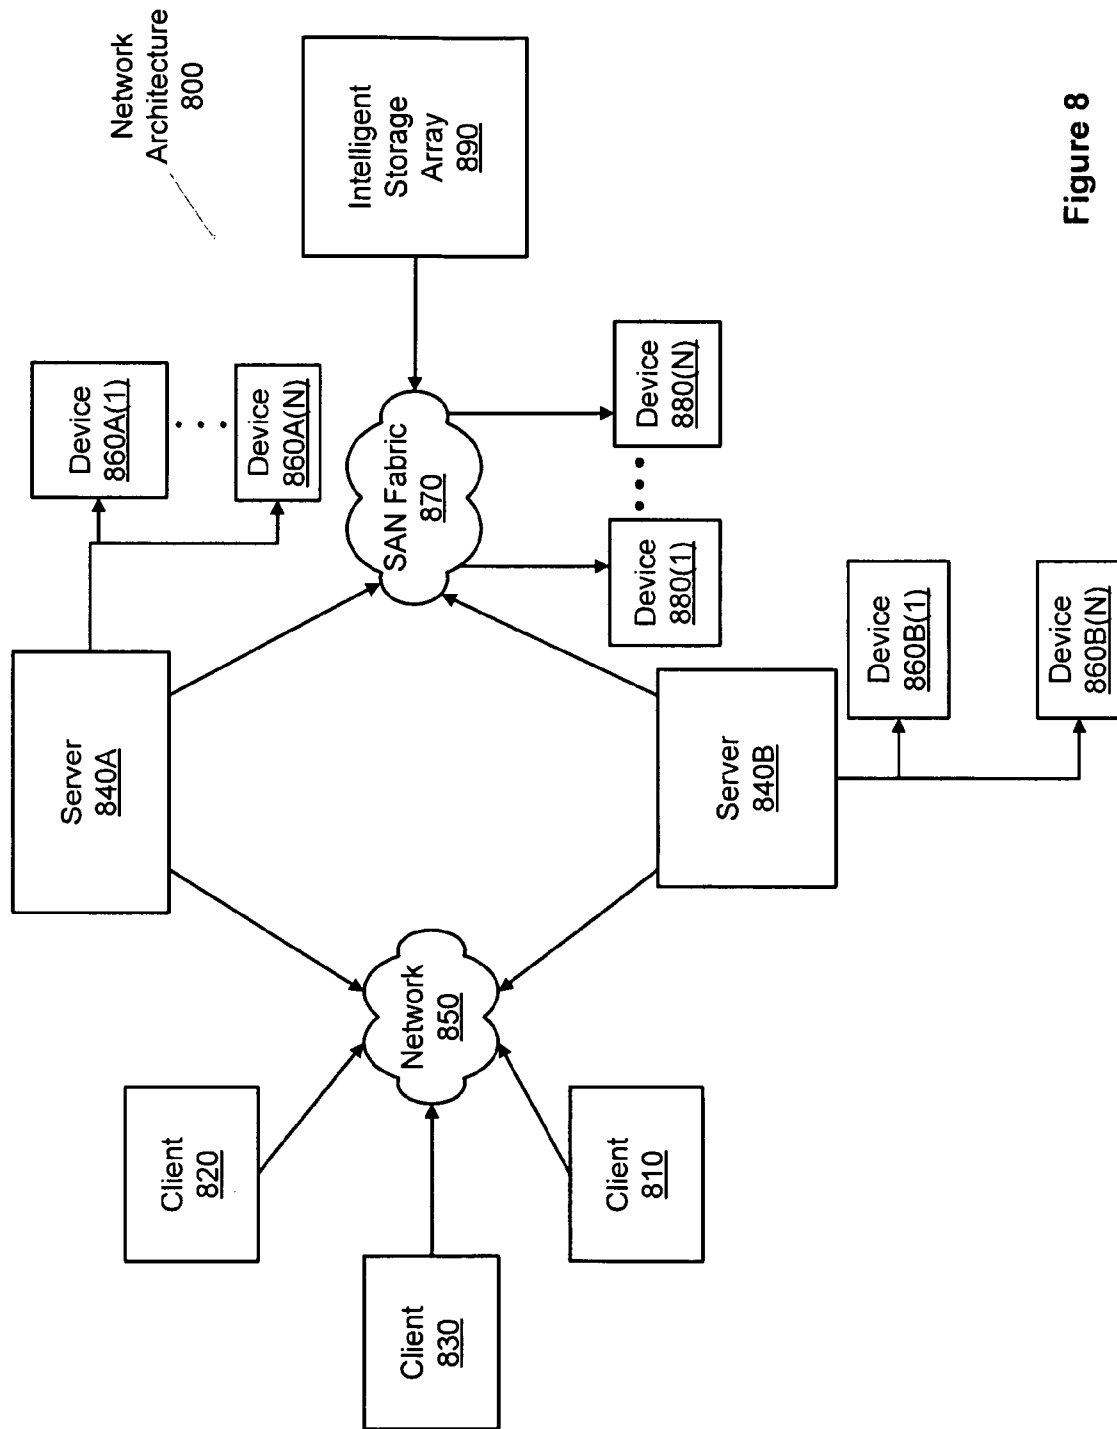 Network
Architecture
800
Server
840A
Device
860A(1)
Device
860A(N)
Intelligent
Storage
Array
890
Client
820
Client
830
Client
810
Network
850
SAN Fabric
870
Device
880(1)
Device
880(N)
Server
840B
Device
860B(1)
Device
860B(N)
Figure 8